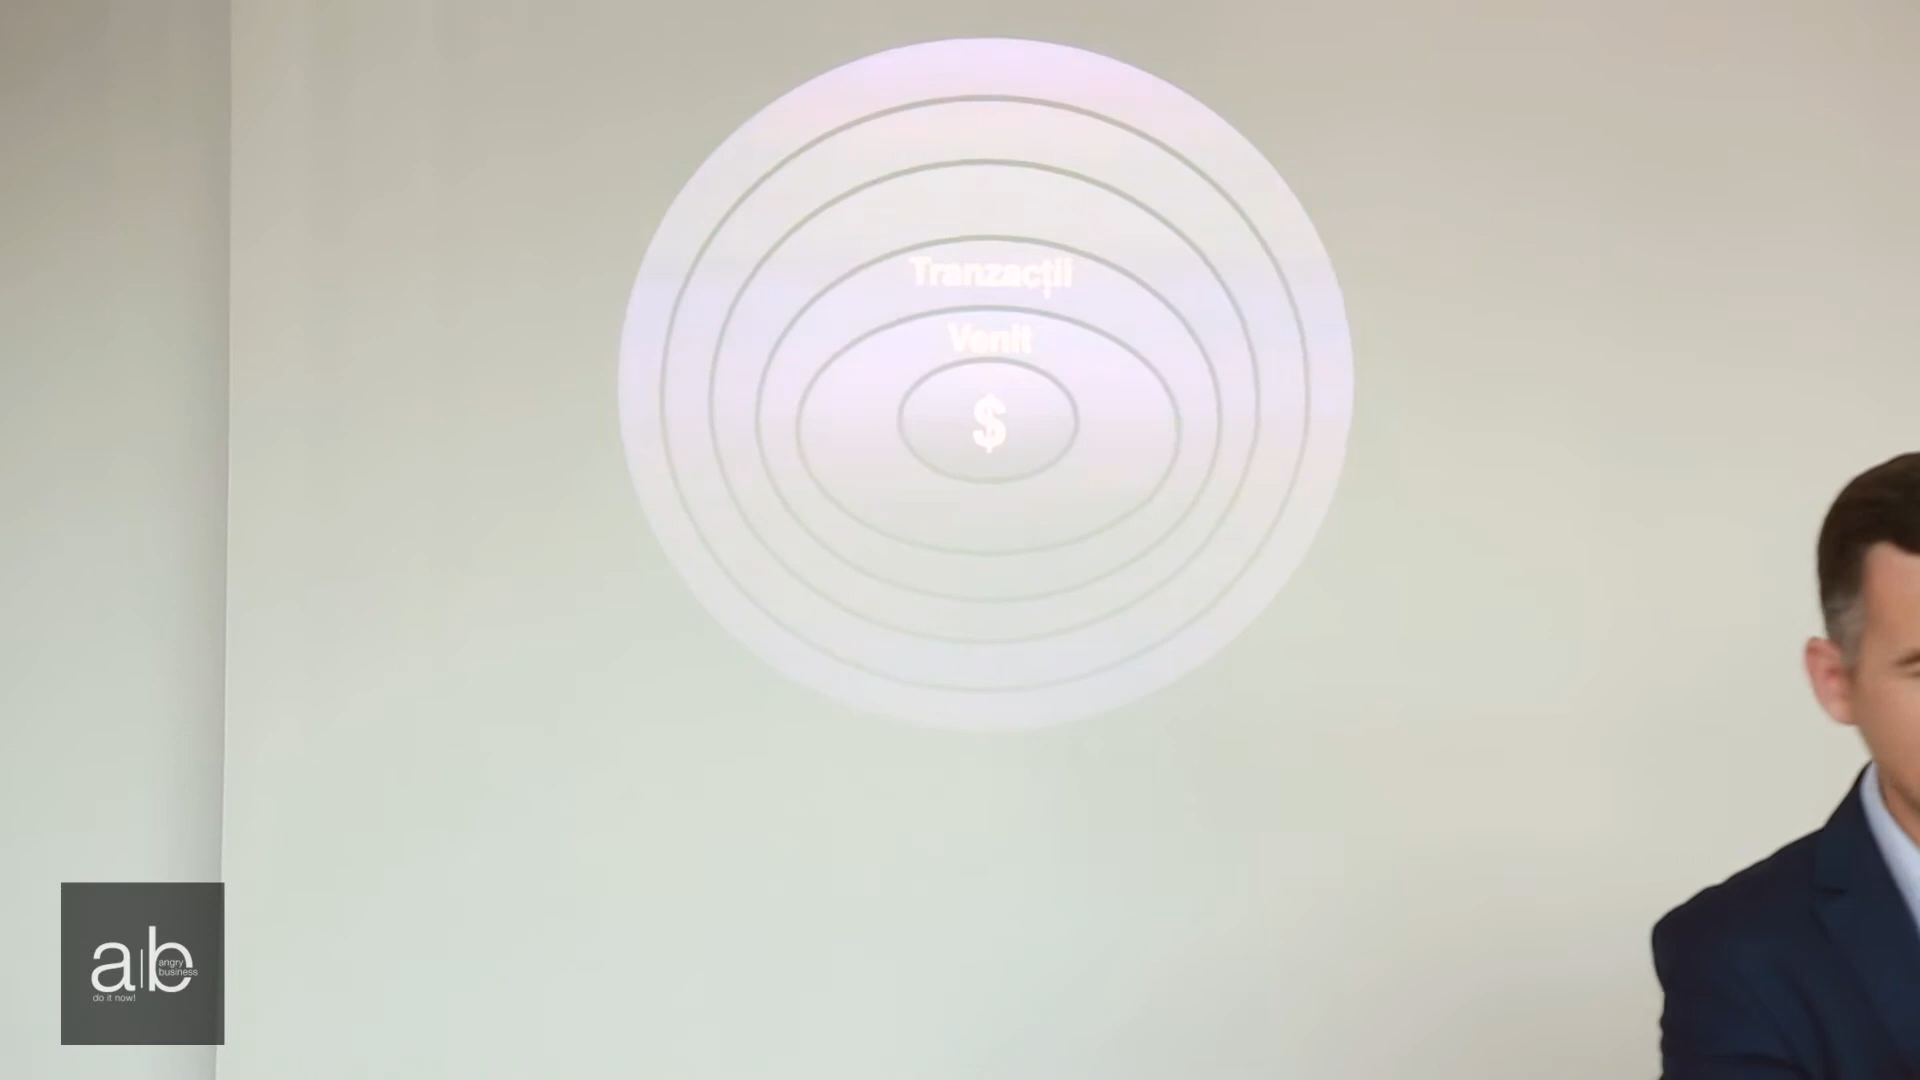 Tranzacții
Venit
$
a|b
angry
business
do it now!